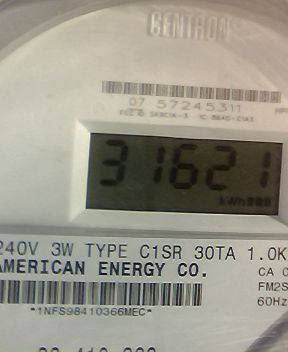 CENTRON
07 57245311
31621
kWh
240V 3W TYPE C1SR 30TA 1.0K
AMERICAN ENERGY CO.
CA 0
FM2S
60Hz
*1NFS98410366MEC*